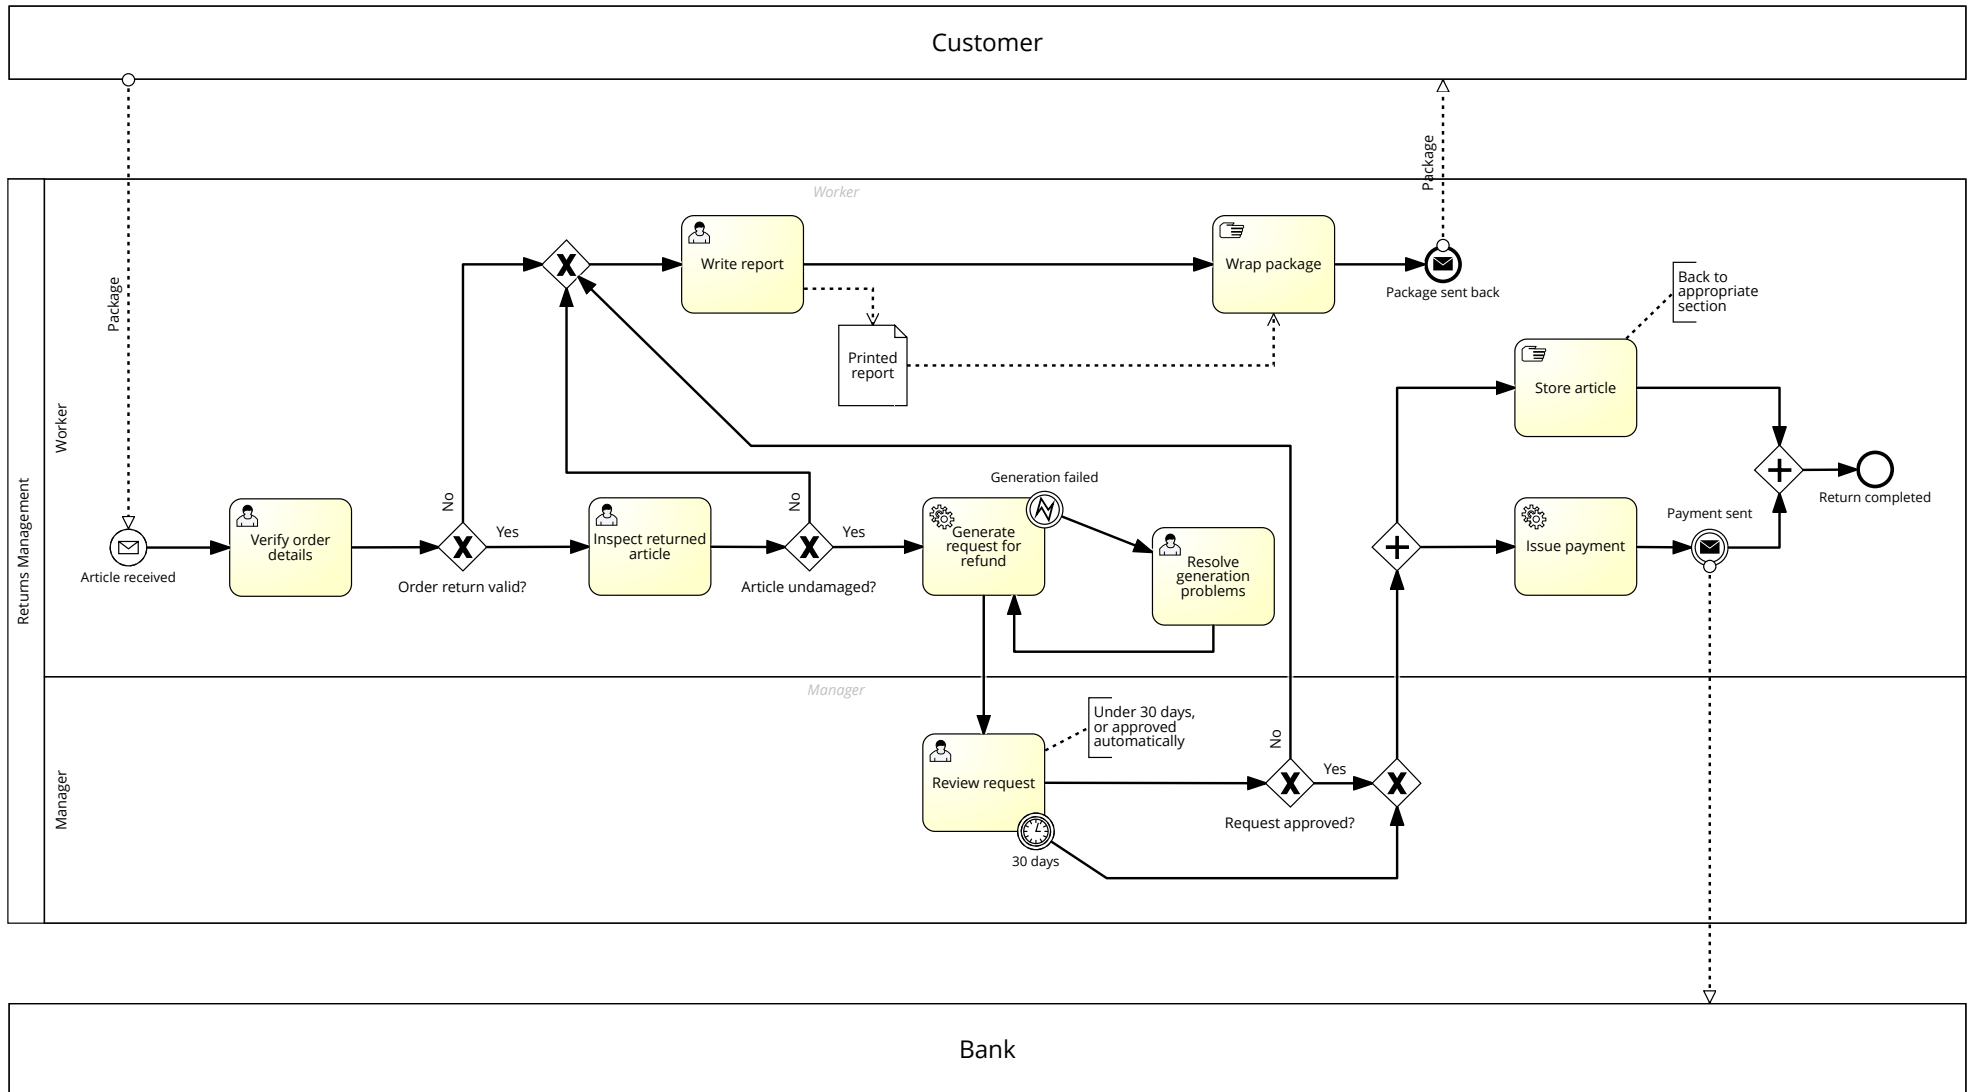 Customer
Package
Package
Returns Management
Worker
Worker
Write report
Wrap package
Package sent back
Printed
report
Back to
appropriate
section
Store article
No
No
Generation failed
Article received
Verify order
details
Yes
Order return valid?
Inspect returned
article
Yes
Article undamaged?
Generate
request for
refund
Resolve
generation
problems
Issue payment
Payment sent
Return completed
Manager
Manager
Under 30 days,
or approved
automatically
Review request
30 days
No
Yes
Request approved?
Bank